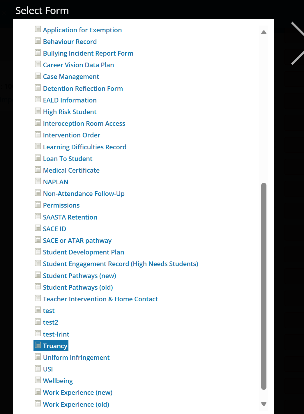 Select Form
Application for Exemption
Behaviour Record
Bullying Incident Report Form
Career Vision Data Plan
Case Management
Detention Reflection Form
EALD Information
High Risk Student
Interoception Room Access
Intervention Order
Learning Difficulties Record
Loan To Student
Medical Certificate
NAPLAN
Non-Attendance Follow-Up
Permissions
SAASTA Retention
SACE ID
SACE or ATAR pathway
Student Development Plan
Student Engagement Record (High Needs Students)
Student Pathways (new)
Student Pathways (old)
Teacher Intervention & Home Contact
test
test2
test-lrint
Truancy
Uniform Infringement
USI
Wellbeing
Work Experience (new)
Work Experience (old)